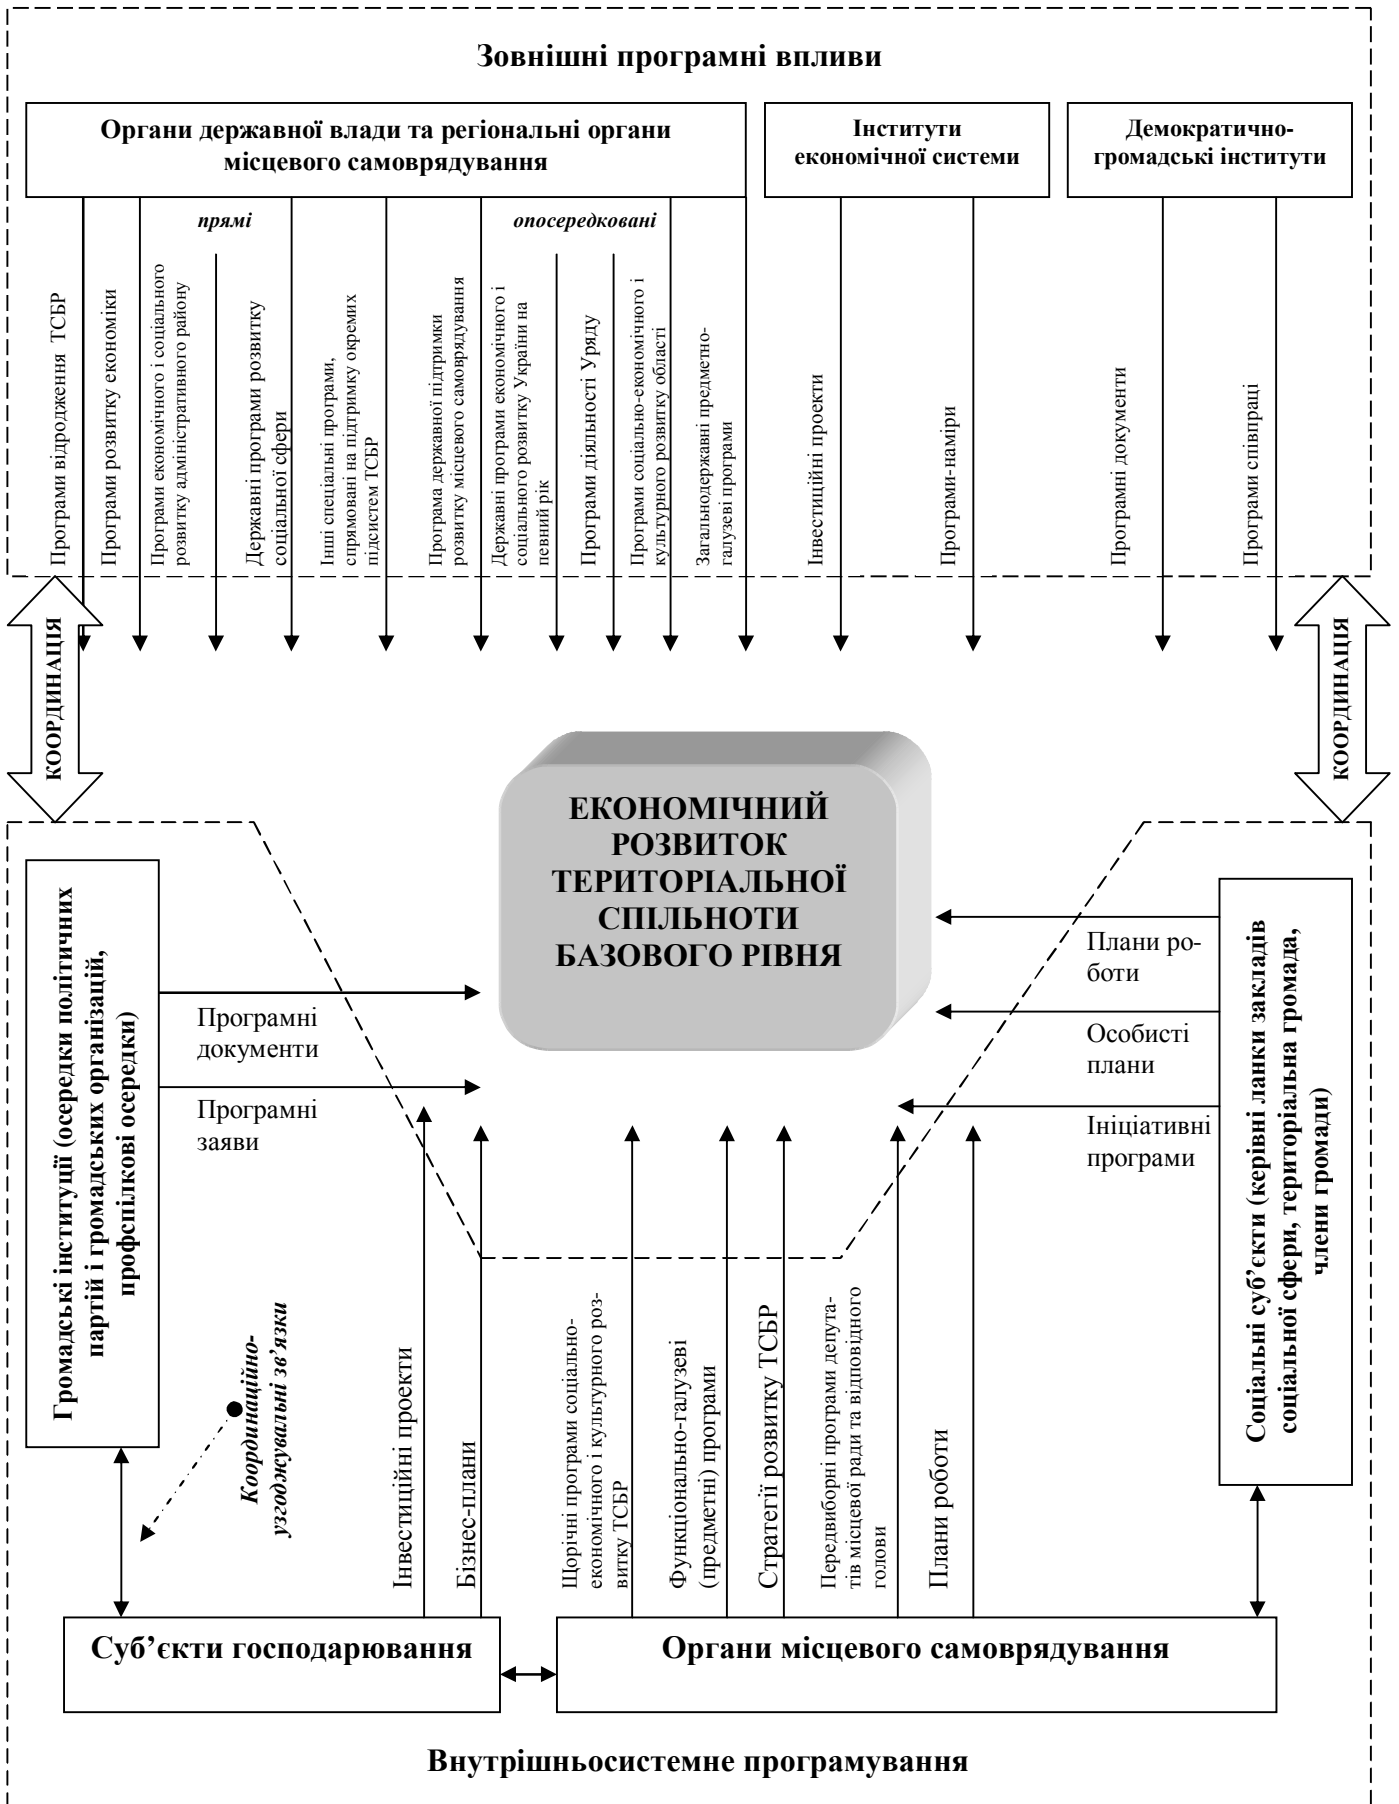 Зовнішні програмні впливи
Органи державної влади та регіональні органи
місцевого самоврядування
Інститути
економічної системи
Демократично-
громадські інститути
прямі
опосередковані
Програми відродження ТСБР
Програми розвитку економіки
Програми економічного і соціального
розвитку адміністративного району
Державні програми розвитку
соціальної сфери
Інші спеціальні програми,
спрямовані на підтримку окремих
підсистем ТСБР
Програма державної підтримки
розвитку місцевого самоврядування
Державні програми економічного і
соціального розвитку України на
певний рік
Програми діяльності Уряду
Програми соціально-економічного і
культурного розвитку області
Загальнодержавні предметно-
галузеві програми
Інвестиційні проекти
Програми-наміри
Програмні документи
Програми співпраці
КООРДИНАЦІЯ
КООРДИНАЦІЯ
ЕКОНОМІЧНИЙ
РОЗВИТОК
ТЕРИТОРІАЛЬНОЇ
СПІЛЬНОТИ
БАЗОВОГО РІВНЯ
Громадські інституції (осередки політичних
партій і громадських організацій,
профспілкові осередки)
Програмні
документи
Програмні
заяви
Плани ро-
боти
Особисті
плани
Ініціативні
програми
Соціальні суб’єкти (керівні ланки закладів
соціальної сфери, територіальна громада,
члени громади)
Координаційно-
узгоджувальні зв’язки
Інвестиційні проекти
Бізнес-плани
Щорічні програми соціально-
економічного і культурного роз-
витку ТСБР
Функціонально-галузеві
(предметні) програми
Стратегії розвитку ТСБР
Передвиборні програми депута-
тів місцевої ради та відповідного
голови
Плани роботи
Суб’єкти господарювання
Органи місцевого самоврядування
Внутрішньосистемне програмування